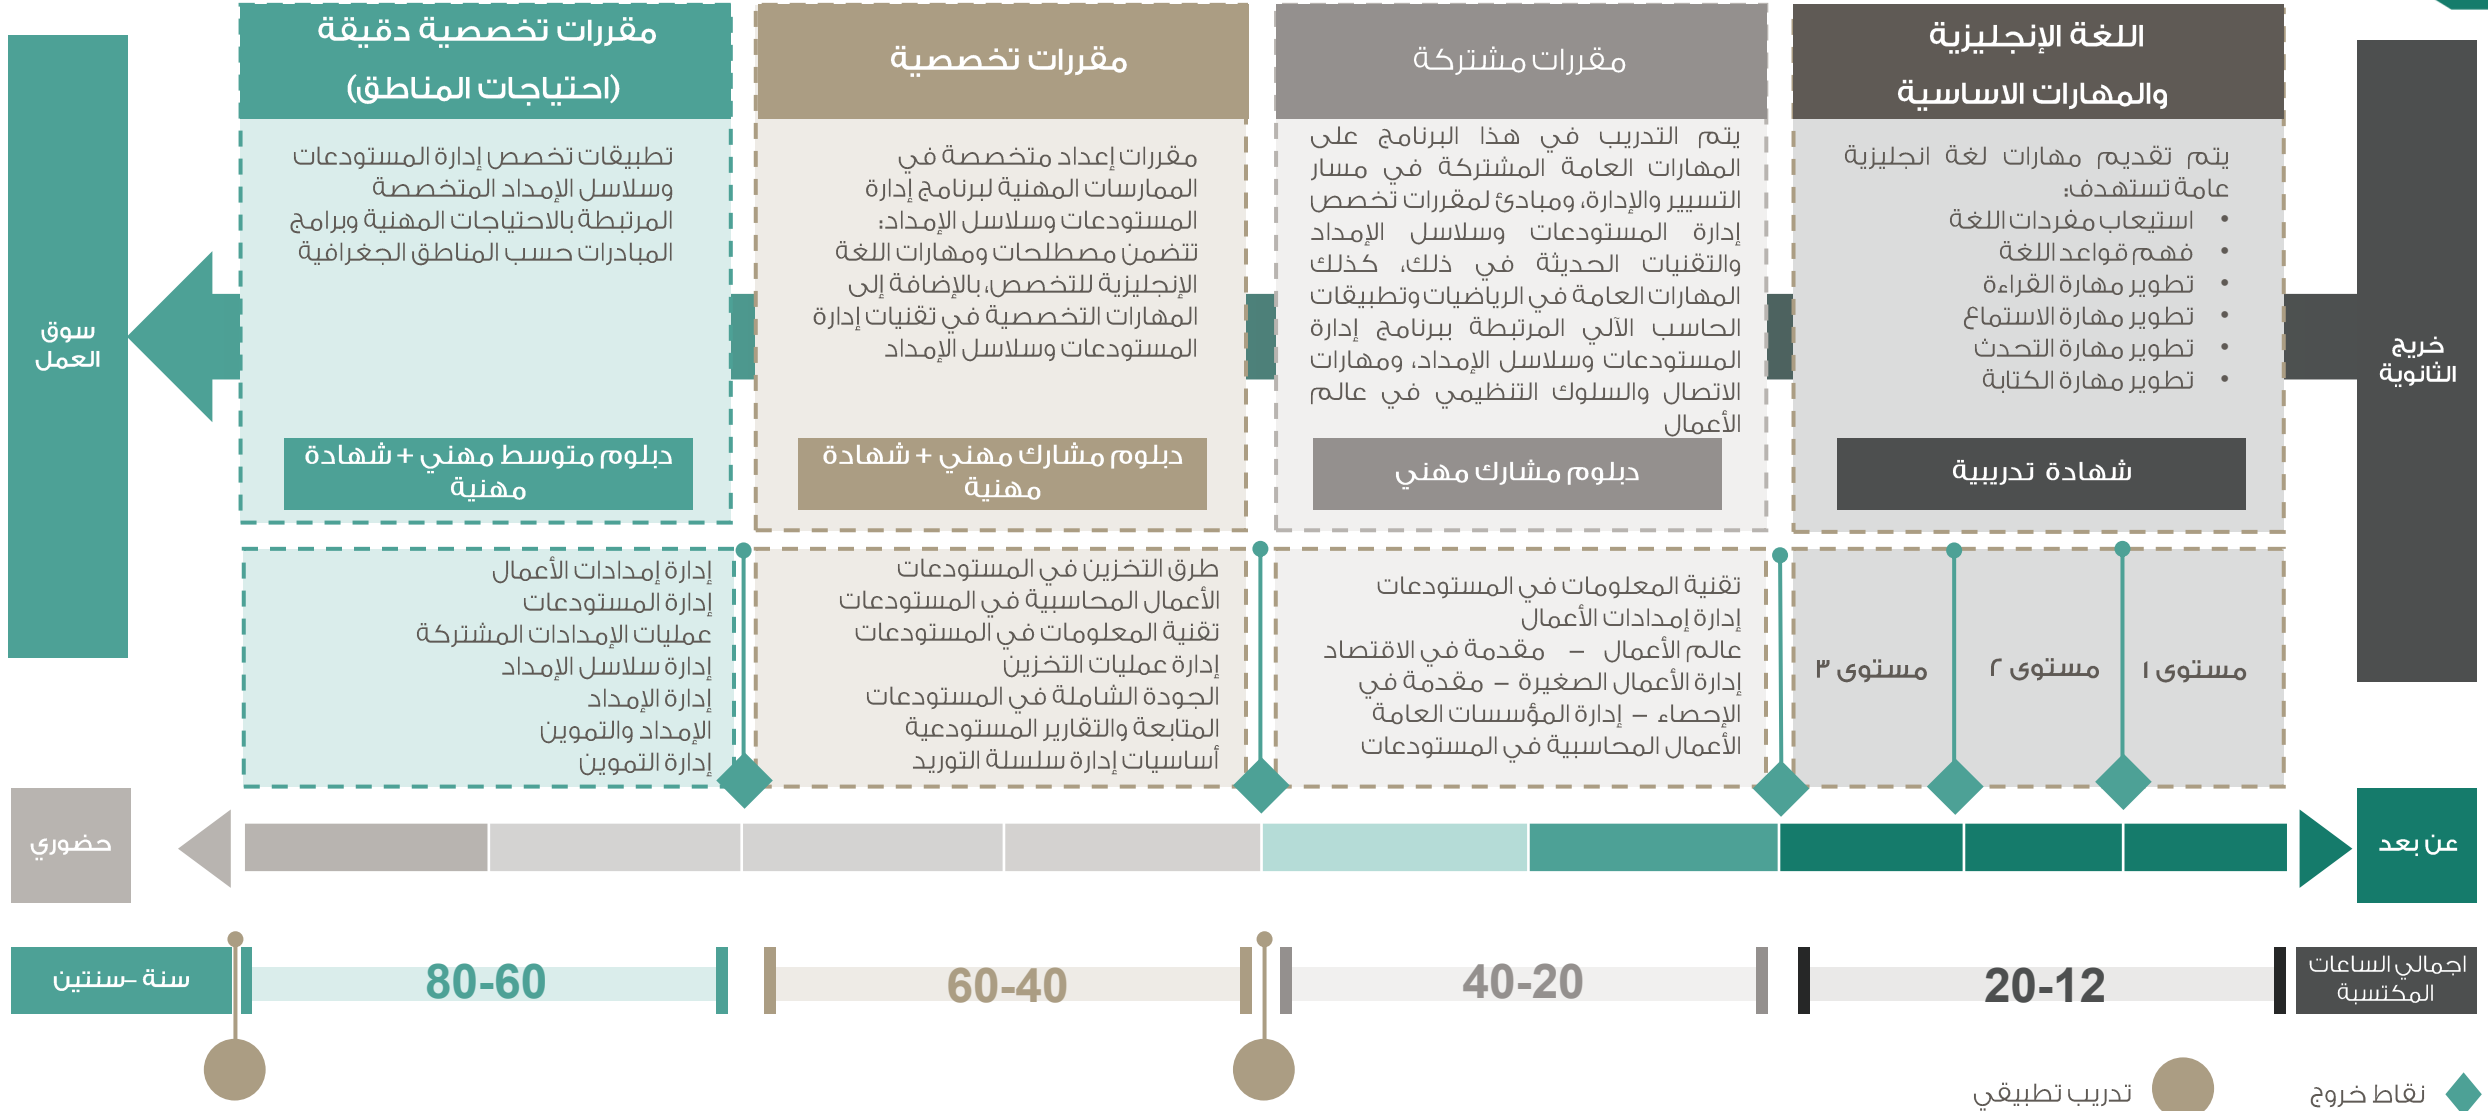 خريج
الثانوية
اللغة الإنجليزية
والمهارات الاساسية
يتم تقديم مهارات لغة انجليزية
عامة تستهدف:
• استيعاب مفردات اللغة
• فهم قواعد اللغة
• تطوير مهارة القراءة
• تطوير مهارة الاستماع
• تطوير مهارة التحدث
• تطوير مهارة الكتابة
شهادة تدريبية
مقررات مشتركة
يتم التدريب في هذا البرنامج على
المهارات العامة المشتركة في مسار
التسيير والإدارة، ومبادئ لمقررات تخصص
إدارة المستودعات وسلاسل الإمداد
والتقنيات الحديثة في ذلك، كذلك
المهارات العامة في الرياضيات وتطبيقات
الحاسب الآلي المرتبطة ببرنامج إدارة
المستودعات وسلاسل الإمداد، ومهارات
الاتصال والسلوك التنظيمي في عالم
الأعمال
دبلوم مشارك مهني
مقررات تخصصية
مقررات إعداد متخصصة في
الممارسات المهنية لبرنامج إدارة
المستودعات وسلاسل الإمداد:
تتضمن مصطلحات ومهارات اللغة
الإنجليزية للتخصص، بالإضافة إلى
المهارات التخصصية في تقنيات إدارة
المستودعات وسلاسل الإمداد
دبلوم مشارك مهني + شهادة
مهنية
مقررات تخصصية دقيقة
(احتياجات المناطق)
تطبيقات تخصص إدارة المستودعات
وسلاسل الإمداد المتخصصة
المرتبطة بالاحتياجات المهنية وبرامج
المبادرات حسب المناطق الجغرافية
دبلوم متوسط مهني + شهادة
مهنية
سوق
العمل
مستوى ١
مستوى ٢
مستوى ٣
تقنية المعلومات في المستودعات
إدارة إمدادات الأعمال
عالم الأعمال – مقدمة في الاقتصاد
إدارة الأعمال الصغيرة – مقدمة في
الإحصاء – إدارة المؤسسات العامة
الأعمال المحاسبية في المستودعات
طرق التخزين في المستودعات
الأعمال المحاسبية في المستودعات
تقنية المعلومات في المستودعات
إدارة عمليات التخزين
الجودة الشاملة في المستودعات
المتابعة والتقارير المستودعية
أساسيات إدارة سلسلة التوريد
إدارة إمدادات الأعمال
إدارة المستودعات
عمليات الإمدادات المشتركة
إدارة سلاسل الإمداد
إدارة الإمداد
الإمداد والتموين
إدارة التموين
عن بعد
حضوري
اجمالي الساعات
المكتسبة
20-12
40-20
60-40
80-60
سنة –سنتين
نقاط خروج
تدريب تطبيقي